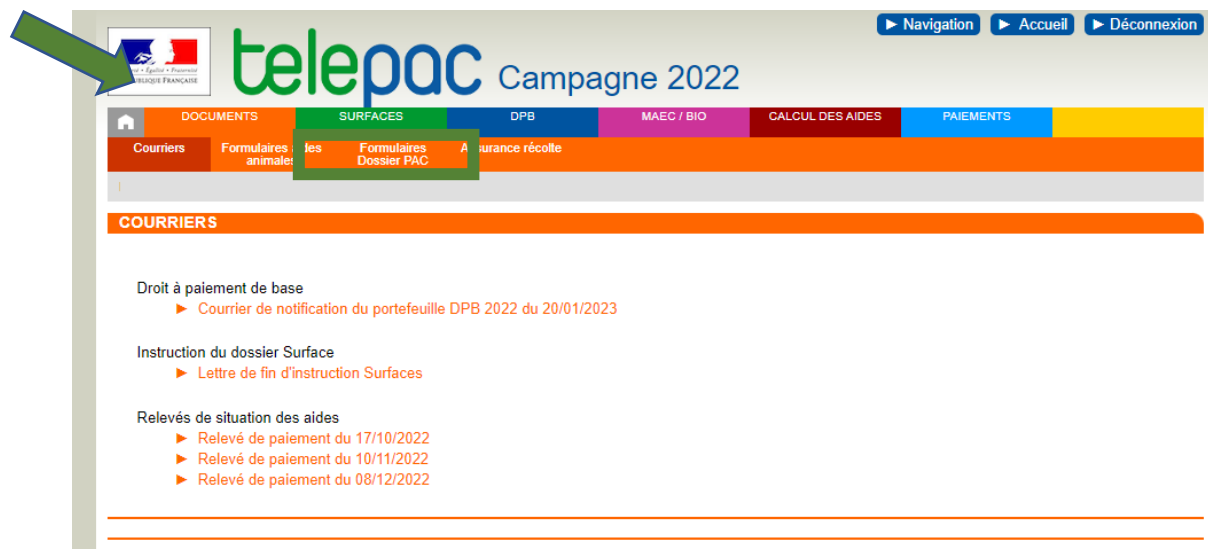 ► Navigation ► Accueil ► Déconnexion
telepac Campagne 2022
RÉPUBLIQUE FRANÇAISE
DOCUMENTS SURFACES DPB MAEC / BIO CALCUL DES AIDES PAIEMENTS
Courriers Formulaires Formulaires
animales Dossier PAC récolte
COURRIERS
Droit à paiement de base
► Courrier de notification du portefeuille DPB 2022 du 20/01/2023
Instruction du dossier Surface
► Lettre de fin d'instruction Surfaces
Relevés de situation des aides
► Relevé de paiement du 17/10/2022
► Relevé de paiement du 10/11/2022
► Relevé de paiement du 08/12/2022